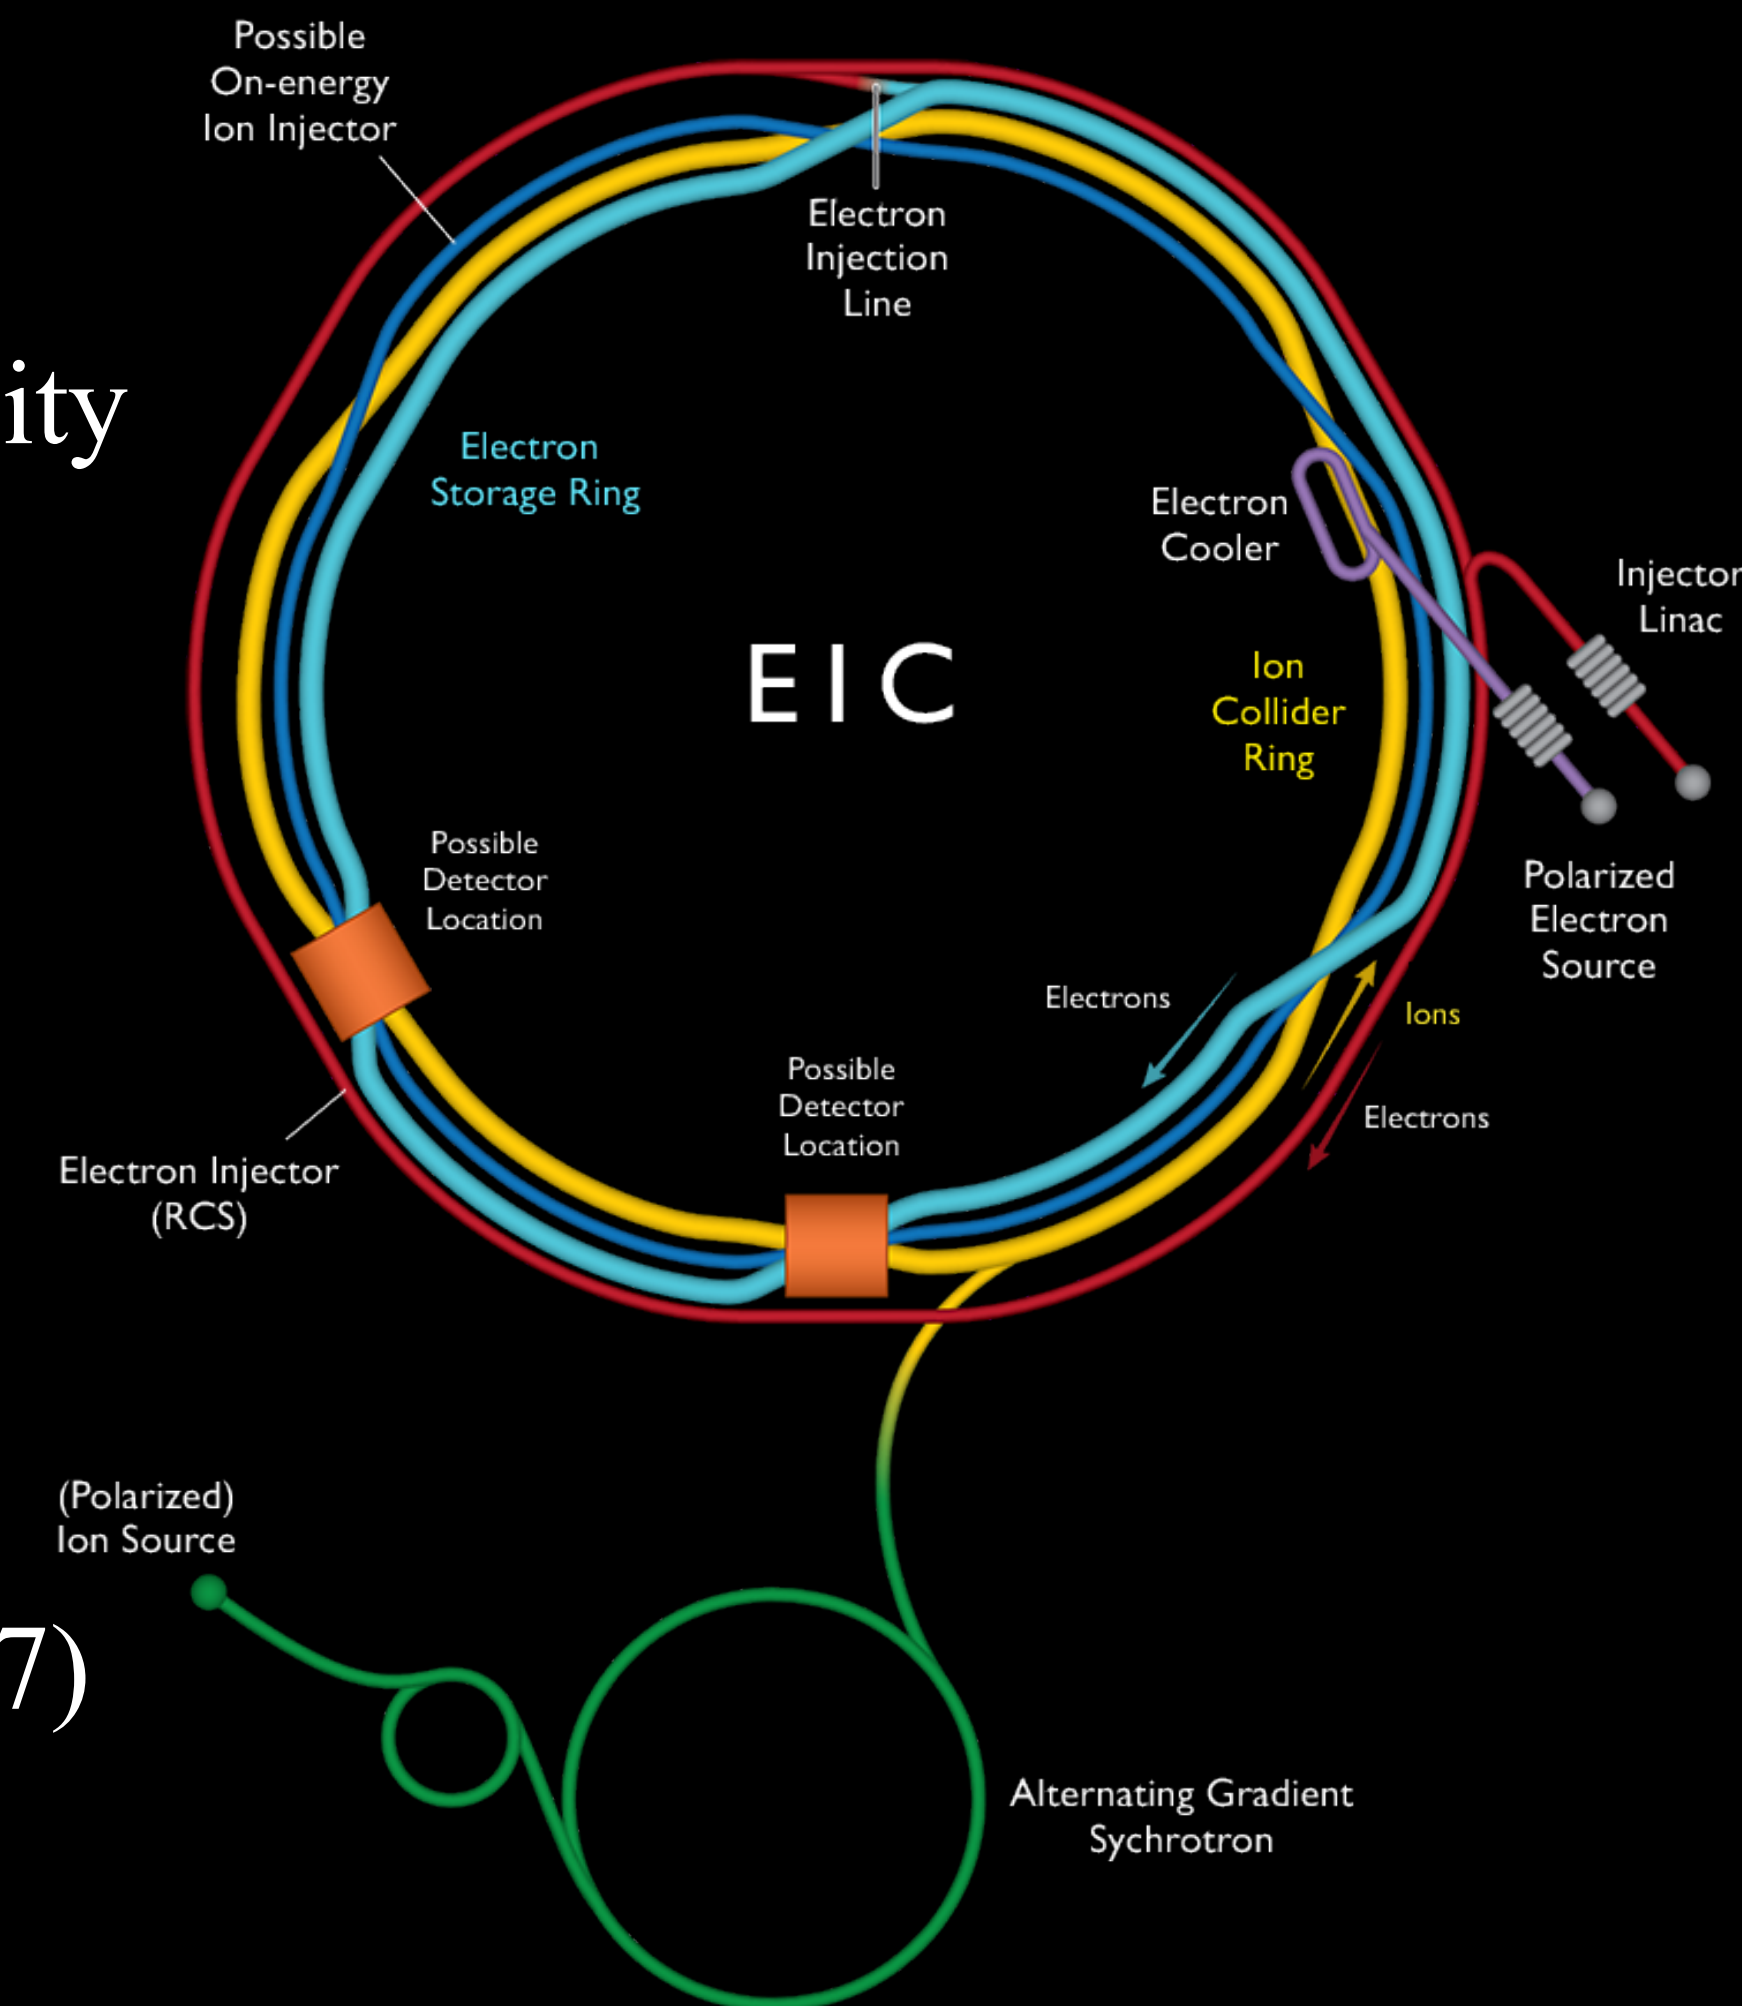 Possible
On-energy
Ion Injector
Electron
Injection
Line
ity
Electron
Storage Ring
Electron
Cooler
Injector
Linac
EIC
Ion
Collider
Ring
Possible
Detector
Location
Polarized
Electron
Source
Electrons
Ions
Possible
Detector
Location
Electrons
Electron Injector
(RCS)
(Polarized)
Ion Source
7)
Alternating Gradient
Sychrotron